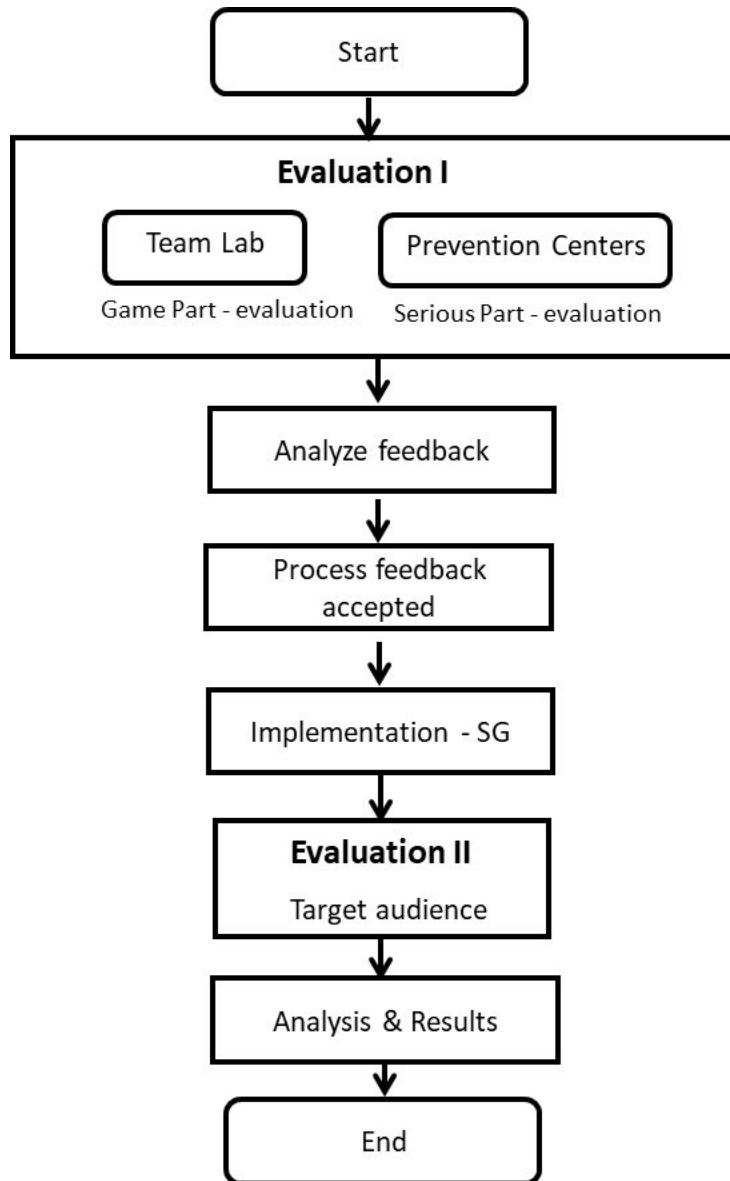 Start
Evaluation I
Team Lab
Prevention Centers
Game Part - evaluation
Serious Part - evaluation
Analyze feedback
Process feedback
accepted
Implementation - SG
Evaluation II
Target audience
Analysis & Results
End